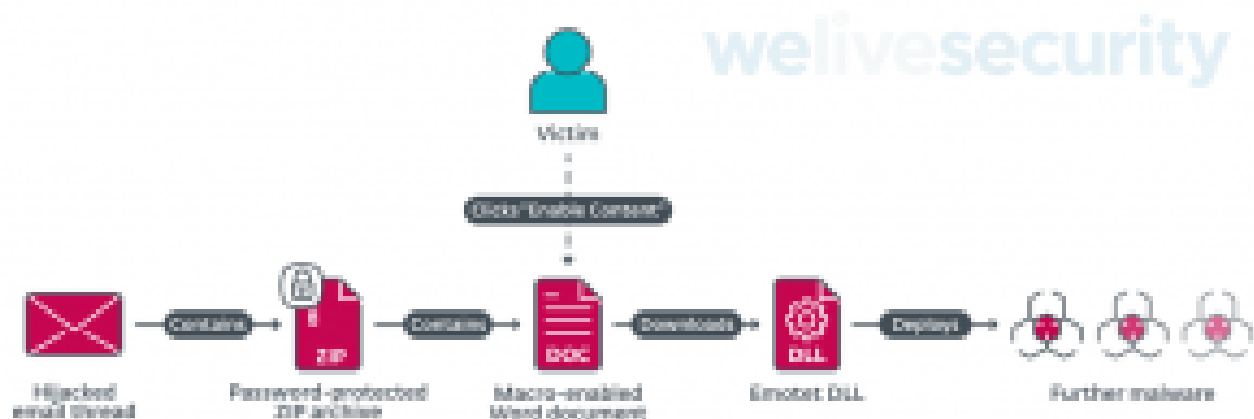 welivesecurity
Victim
Clicks "Enable Content"
Contains
Contains
Downloads
Deploys
ZIP
DOC
DLL
Hijacked
email thread
Password-protected
ZIP archive
Macro-enabled
Word document
Emotet DLL
Further malware